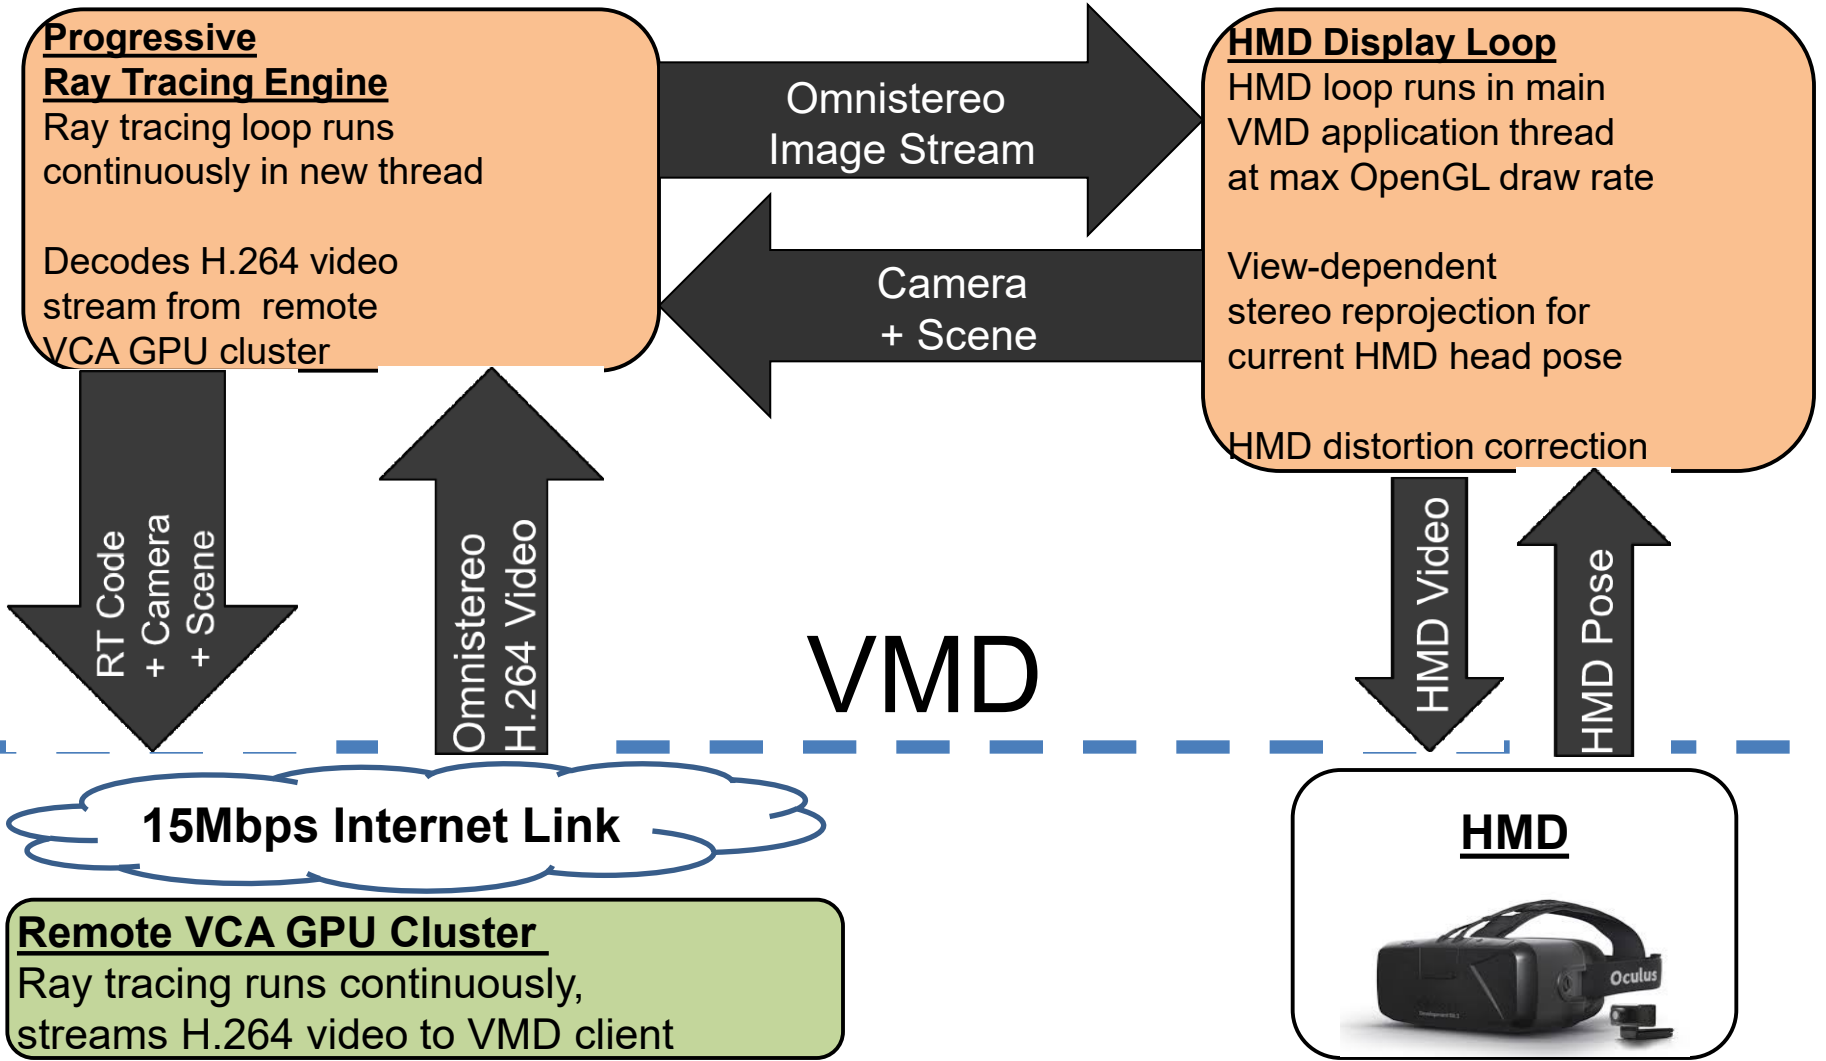 Progressive
Ray Tracing Engine
Ray tracing loop runs
continuously in new thread
Decodes H.264 video
stream from remote
VCA GPU cluster
Omnistereo
Image Stream
Camera
+ Scene
HMD Display Loop
HMD loop runs in main
VMD application thread
at max OpenGL draw rate
View-dependent
stereo reprojection for
current HMD head pose
HMD distortion correction
RT Code
+ Camera
+ Scene
Omnistereo
H.264 Video
VMD
HMD Video
HMD Pose
15Mbps Internet Link
Remote VCA GPU Cluster
Ray tracing runs continuously,
streams H.264 video to VMD client
HMD
Oculus